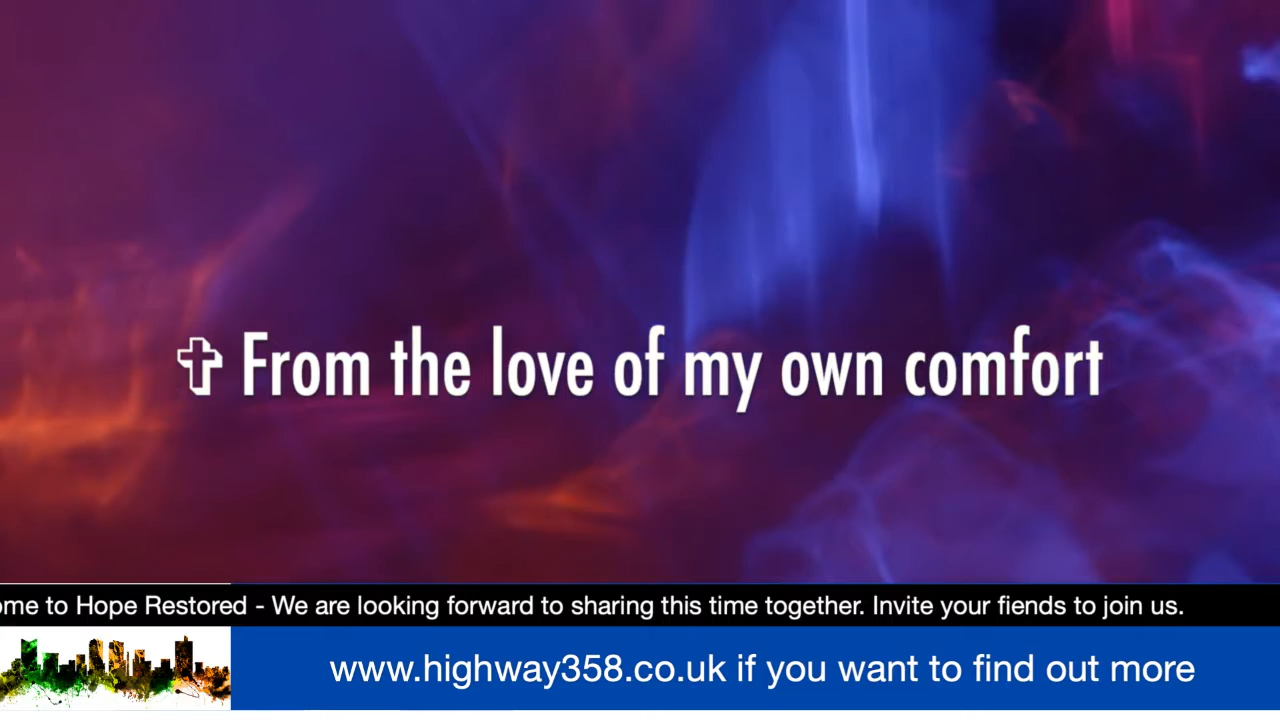 ✞ From the love of my own comfort
ome to Hope Restored - We are looking forward to sharing this time together. Invite your fiends to join us.
www.highway358.co.uk if you want to find out more